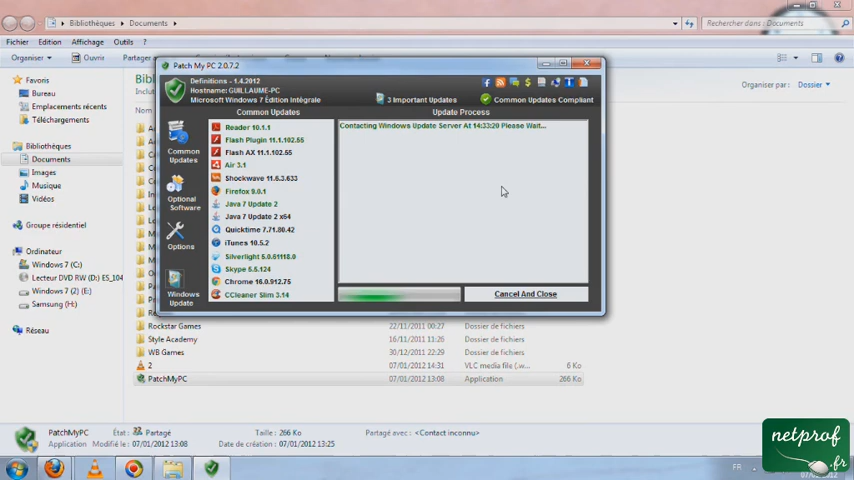 Bibliothèques
Documents
Rechercher dans : Documents
Fichier Edition Affichage Outils ?
Organiser
Ouvrir
Favoris
Bureau
Emplacements récents
Téléchargements
Bibliothèques
Documents
Images
Musique
Vidéos
Groupe résidentiel
Ordinateur
Windows 7 (C:)
Lecteur DVD RW (D:) ES_104
Windows 7 (2) (E:)
Samsung (H:)
Réseau
Organiser par : Dossier
Patch My PC 2.0.7.2
Definitions - 1.4.2012
Hostname: GUILLAUME-PC
Microsoft Windows 7 Édition Intégrale
3 Important Updates
Common Updates Compliant
Common Updates
Update Process
Common Updates
Optional Software
Options
Windows Update
Reader 10.1.1
Flash Plugin 11.1.102.55
Flash AX 11.1.102.55
Air 3.1
Shockwave 11.6.3.633
Firefox 9.0.1
Java 7 Update 2
Java 7 Update 2 x64
Quicktime 7.71.80.42
iTunes 10.5.2
Silverlight 5.0.61118.0
Skype 5.5.124
Chrome 16.0.912.75
CCleaner Slim 3.14
Contacting Windows Update Server At 14:33:20 Please Wait...
Cancel And Close
Rockstar Games 22/11/2011 00:27 Dossier de fichiers
Style Academy 16/11/2011 11:26 Dossier de fichiers
WB Games 30/12/2011 22:29 Dossier de fichiers
2 07/01/2012 14:31 VLC media file (.w... 6 Ko
PatchMyPC 07/01/2012 13:08 Application 266 Ko
PatchMyPC État : Partagé Taille : 266 Ko Partagé avec : <Contact inconnu>
Application Modifié le : 07/01/2012 13:08 Date de création : 07/01/2012 13:25
FR
netprof
.fr